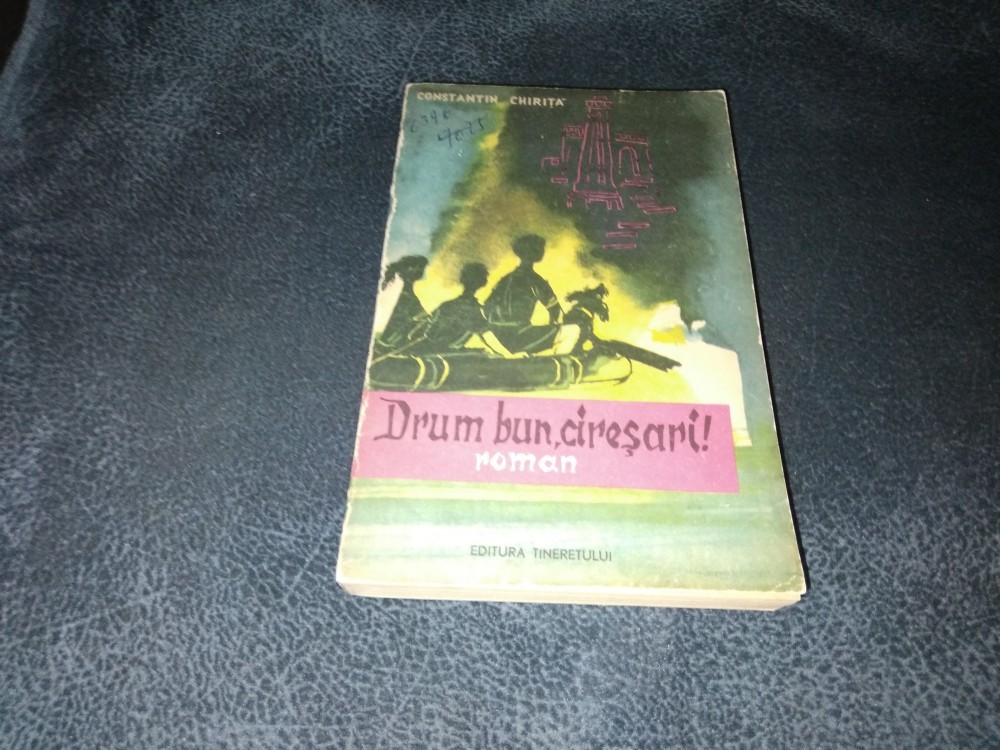 CONSTANTIN CHIRIȚĂ
Drum bun, cireșari!
roman
EDITURA TINERETULUI